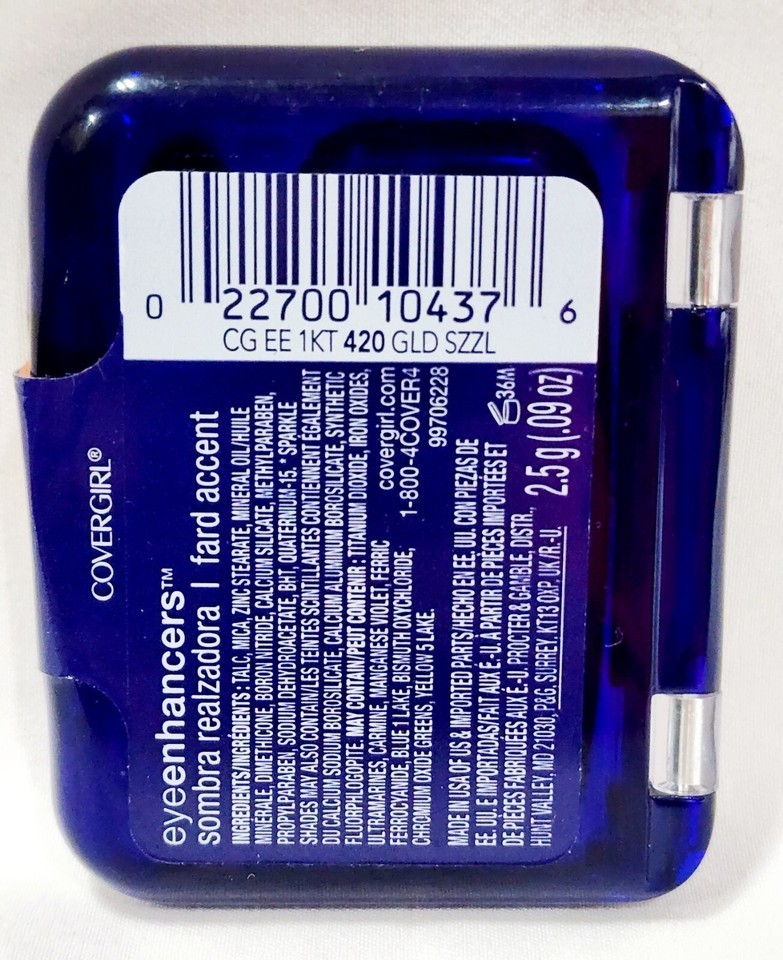 0 22700 10437 6
CG EE 1KT 420 GLD SZZL
COVERGIRL®
eyeenhancers™
sombra realzadora | fard accent
INGREDIENTS/INGRÉDIENTS : TALC, MICA, ZINC STEARATE, MINERAL OIL/HUILE
MINERALE, DIMETHICONE, BORON NITRIDE, CALCIUM SILICATE, METHYLPARABEN,
PROPYLPARABEN, SODIUM DEHYDROACETATE, BHT, QUATERNIUM-15. * SPARKLE
SHADES MAY ALSO CONTAIN/LES TEINTES SCINTILLANTES CONTIENNENT ÉGALEMENT
DU CALCIUM SODIUM BOROSILICATE, CALCIUM ALUMINUM BOROSILICATE, SYNTHETIC
FLUORPHLOGOPITE. MAY CONTAIN/PEUT CONTENIR : TITANIUM DIOXIDE, IRON OXIDES,
ULTRAMARINES, CARMINE, MANGANESE VIOLET FERRIC
FERROCYANIDE, BLUE 1 LAKE, BISMUTH OXYCHLORIDE,
CHROMIUM OXIDE GREENS, YELLOW 5 LAKE.
covergirl.com
1-800-4COVER4
99706228
MADE IN USA OF US & IMPORTED PARTS/HECHO EN EE. UU. CON PIEZAS DE
EE. UU. E IMPORTADAS/FAIT AUX É.-U. À PARTIR DE PIÈCES IMPORTÉES ET
DE PIÈCES FABRIQUÉES AUX É.-U. PROCTER & GAMBLE, DISTR.,
HUNT VALLEY, MD 21030; P&G, SURREY, KT13 0XP, UK/R.-U.
36M
2.5 g (.09 oz)